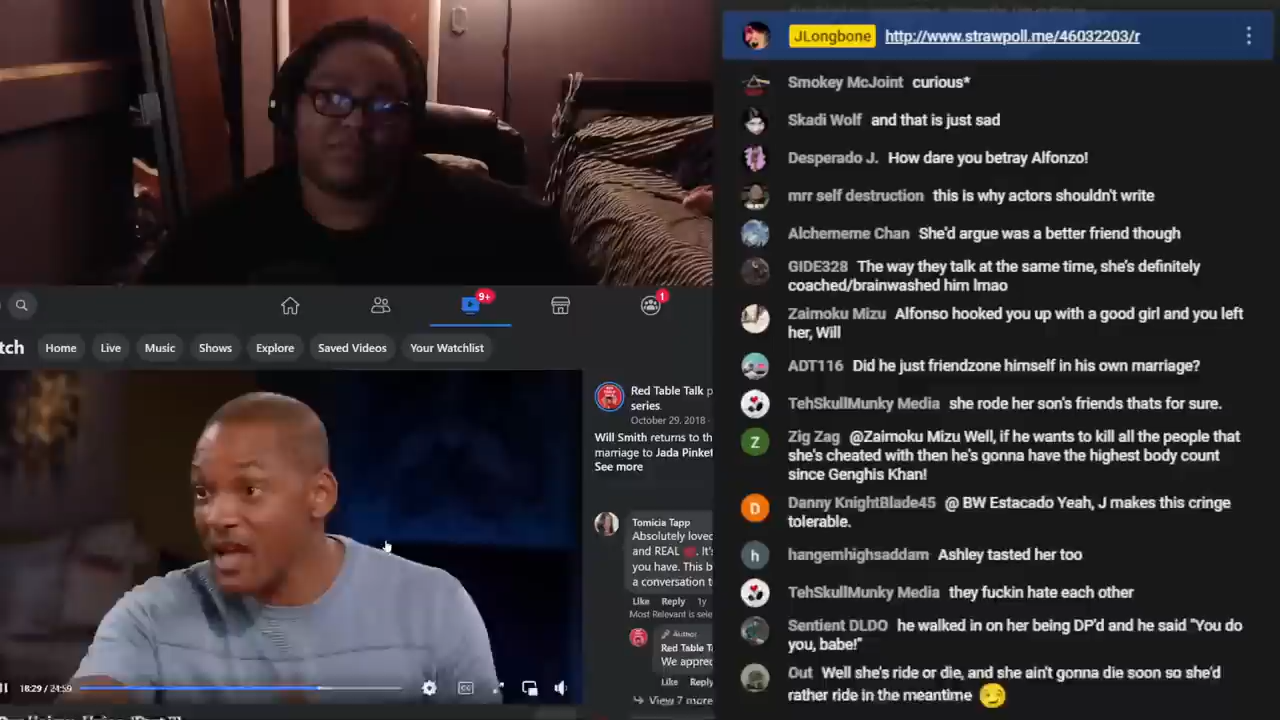 JLongbone http://www.strawpoll.me/46032203/r
Smokey McJoint curious*
Skadi Wolf and that is just sad
Desperado J. How dare you betray Alfonzo!
mrr self destruction this is why actors shouldn't write
Alchememe Chan She'd argue was a better friend though
GIDE328 The way they talk at the same time, she's definitely
coached/brainwashed him lmao
Zaimoku Mizu Alfonso hooked you up with a good girl and you left
her, Will
ADT116 Did he just friendzone himself in his own marriage?
TehSkullMunky Media she rode her son's friends thats for sure.
Z
Zig Zag @Zaimoku Mizu Well, if he wants to kill all the people that
she's cheated with then he's gonna have the highest body count
since Genghis Khan!
D
Danny KnightBlade45 @ BW Estacado Yeah, J makes this cringe
tolerable.
h
hangemhighsaddam Ashley tasted her too
TehSkullMunky Media they fuckin hate each other
Sentient DLDO he walked in on her being DP'd and he said "You do
you, babe!"
Out Well she's ride or die, and she ain't gonna die soon so she'd
rather ride in the meantime
9+
1
tch Home Live Music Shows Explore Saved Videos Your Watchlist
Red Table Talk p
series.
October 29, 2018 ·
Will Smith returns to th
marriage to Jada Pinket
See more
Tomicia Tapp
Absolutely loved
and REAL It's
you have. This b
a conversation t
Like Reply 1y
Most Relevant is sele
Author
Red Table Ta
We apprec
Like Reply
View 7 more
18:29 / 24:59